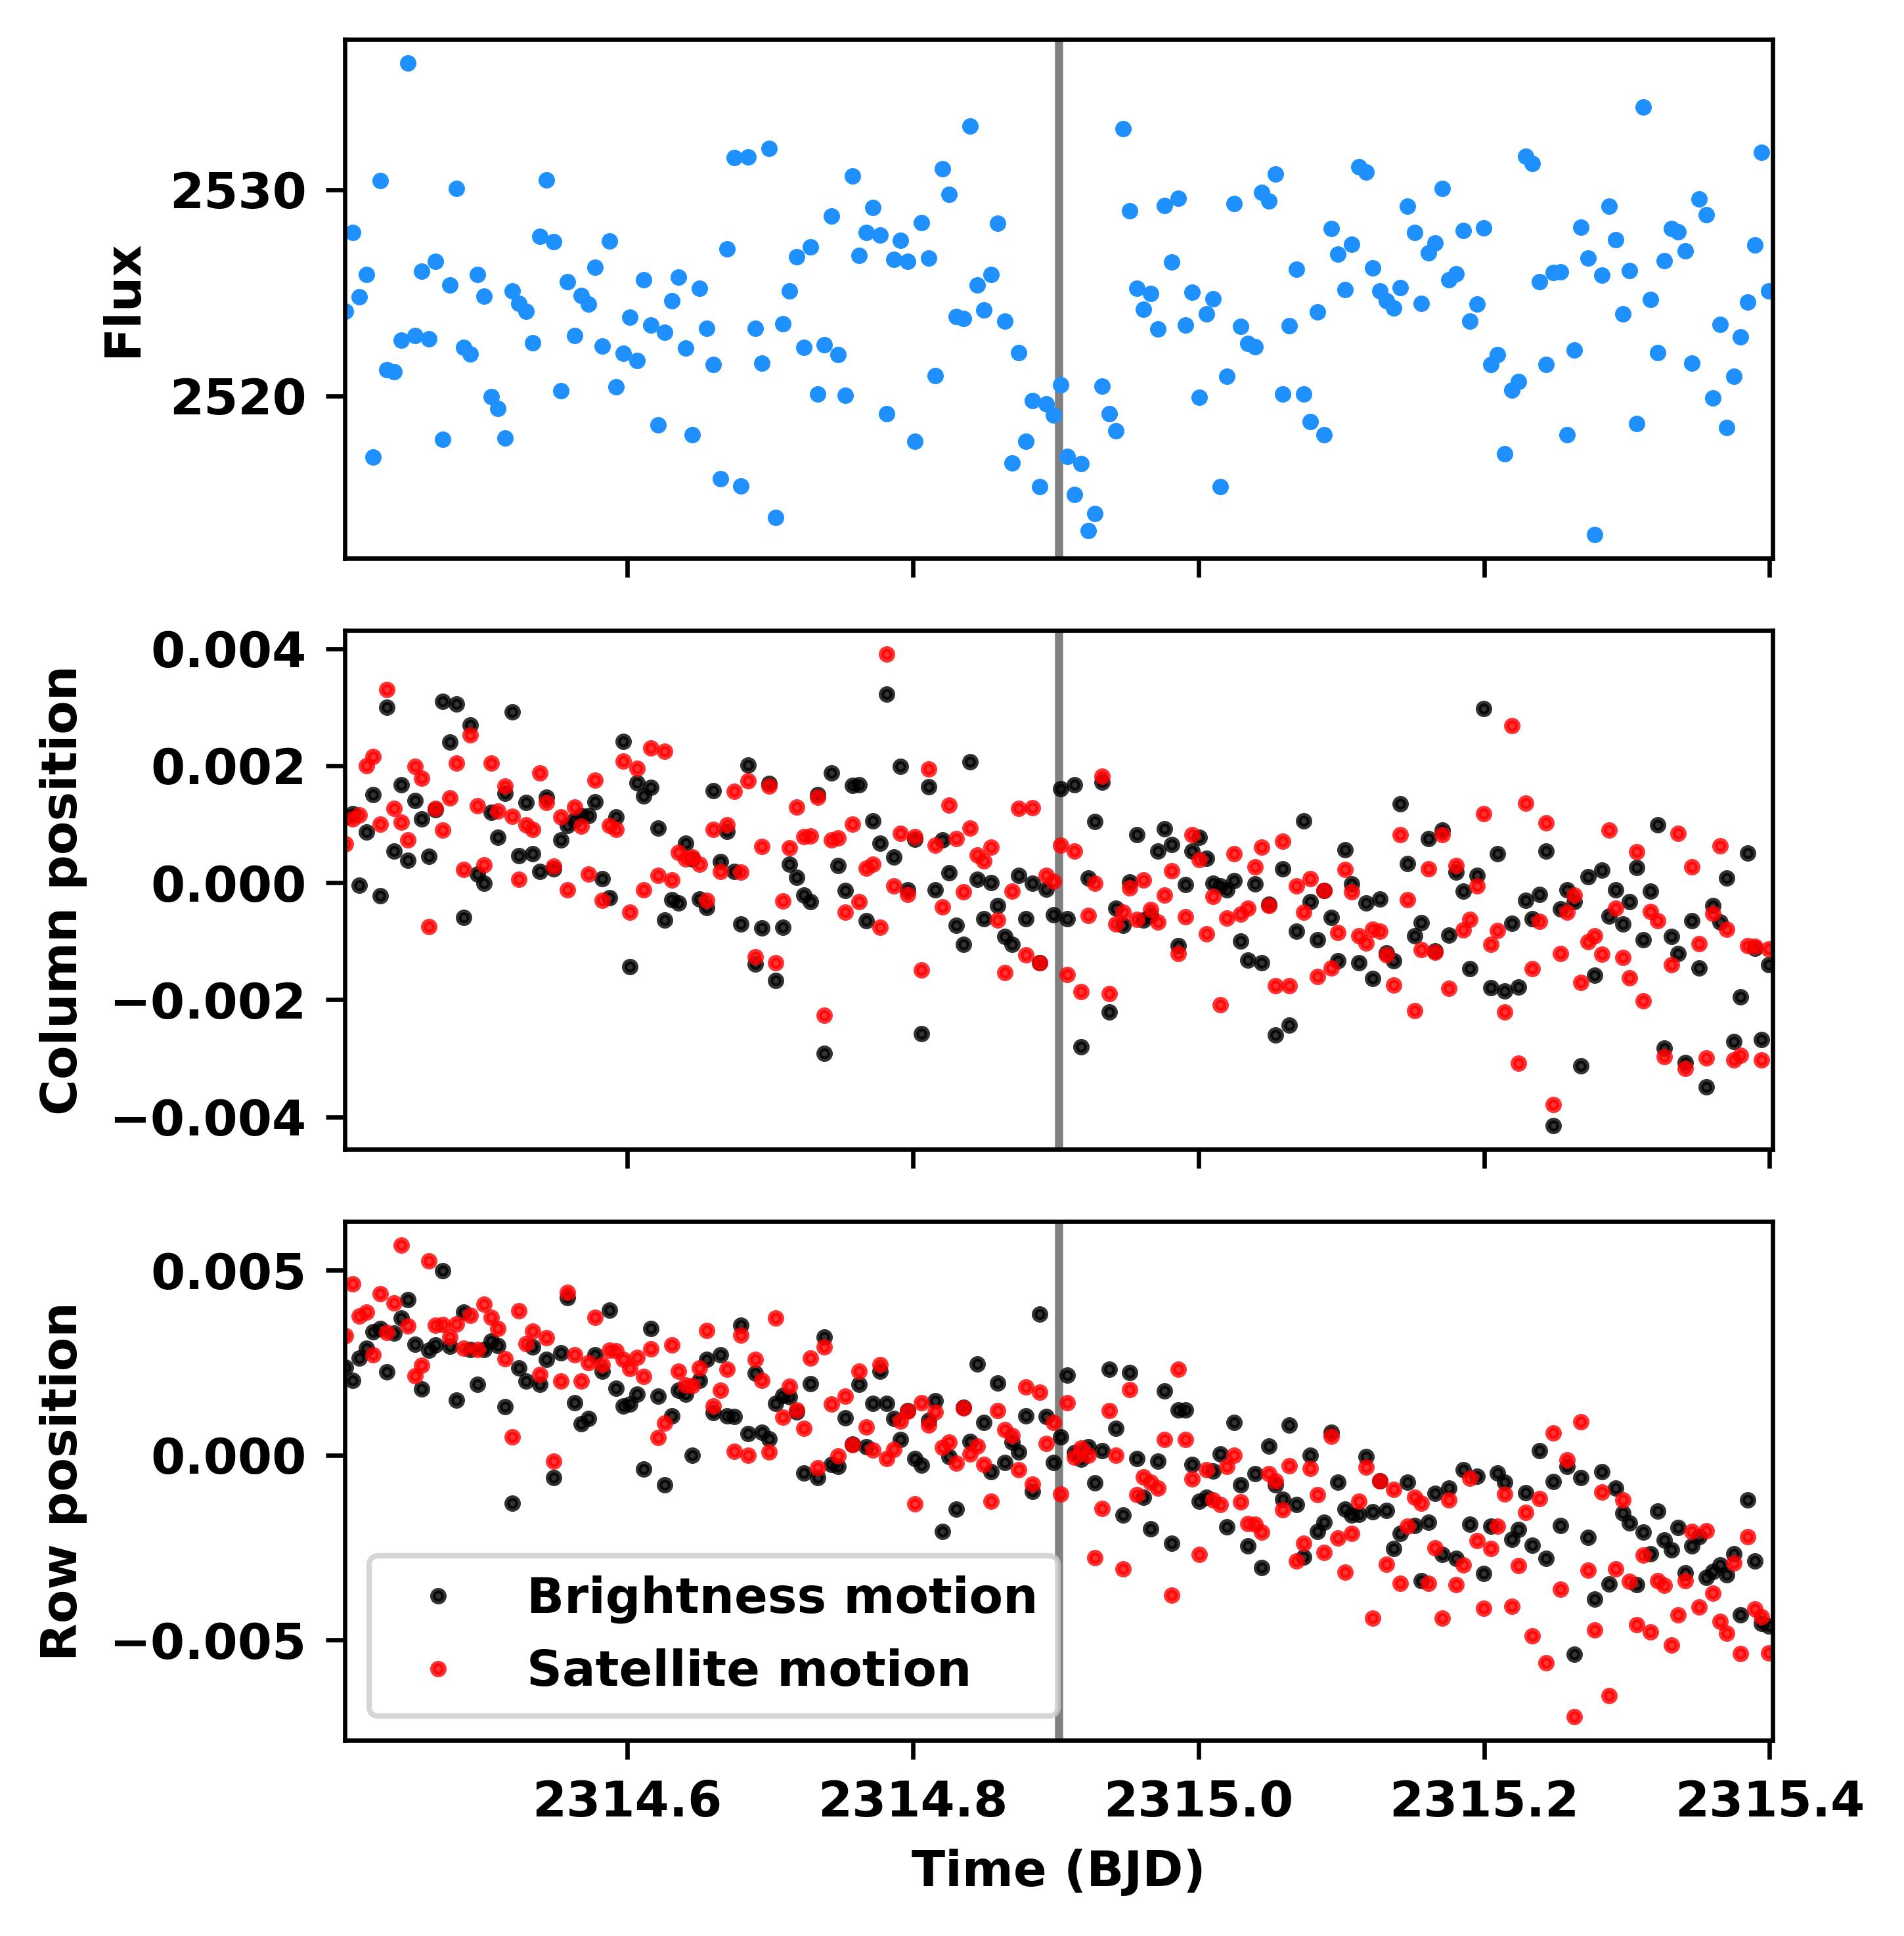 Flux
2530
2520
Column position
0.004
0.002
0.000
−0.002
−0.004
Row position
0.005
0.000
−0.005
Brightness motion
Satellite motion
2314.6 2314.8 2315.0 2315.2 2315.4
Time (BJD)